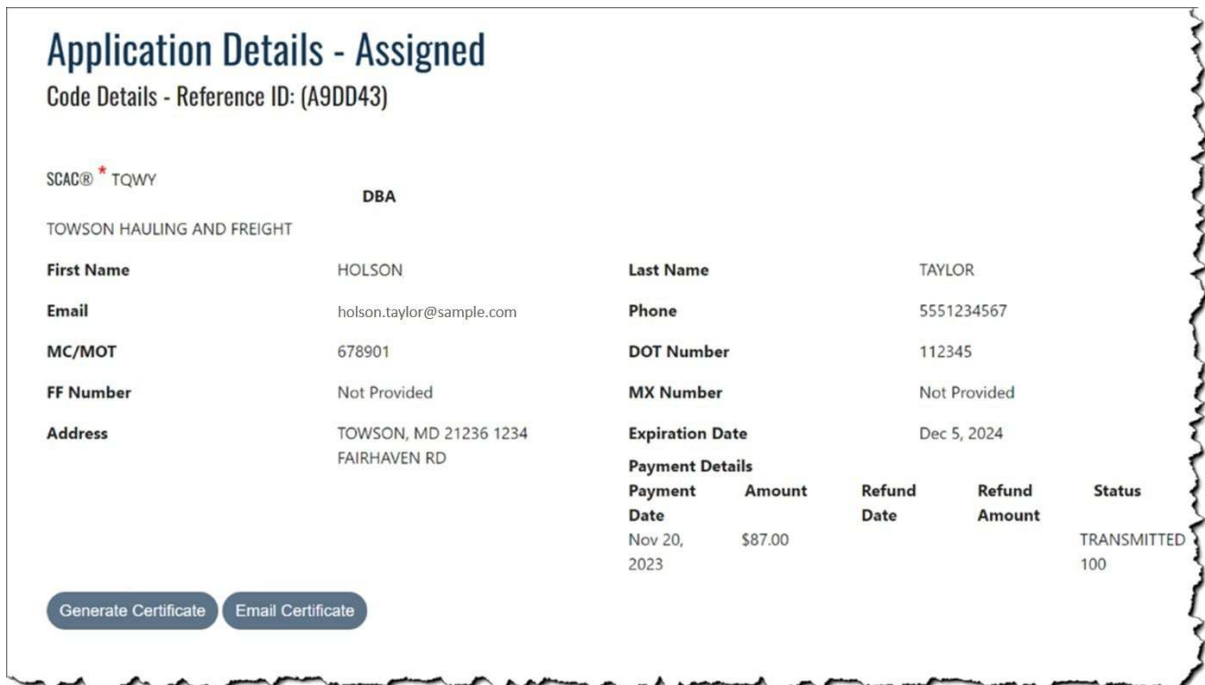 Application Details - Assigned
Code Details - Reference ID: (A9DD43)
SCAC® * TQWY
DBA
TOWSON HAULING AND FREIGHT
First Name HOLSON Last Name TAYLOR
Email holson.taylor@sample.com Phone 5551234567
MC/MOT 678901 DOT Number 112345
FF Number Not Provided MX Number Not Provided
Address TOWSON, MD 21236 1234 Expiration Date Dec 5, 2024
FAIRHAVEN RD
Payment Details
Payment Amount Refund Refund Status
Date Date Amount
Nov 20, $87.00 TRANSMITTED
2023 100
Generate Certificate Email Certificate